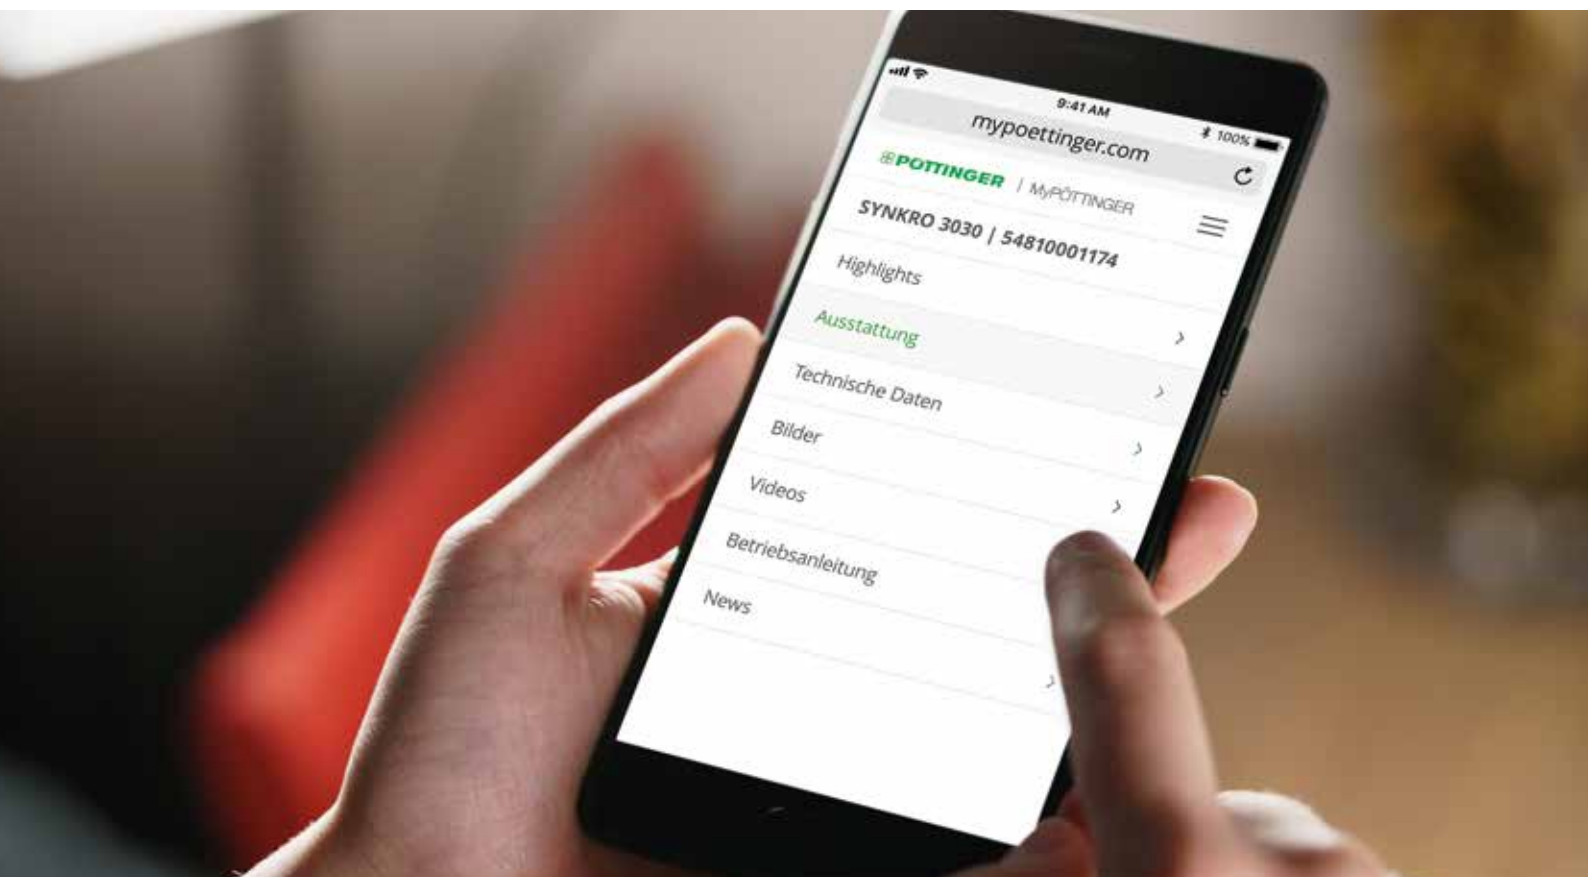 9:41 AM
100%
mypoettinger.com
PÖTTINGER | MyPÖTTINGER
SYNKRO 3030 | 54810001174
Highlights
Ausstattung
Technische Daten
Bilder
Videos
Betriebsanleitung
News